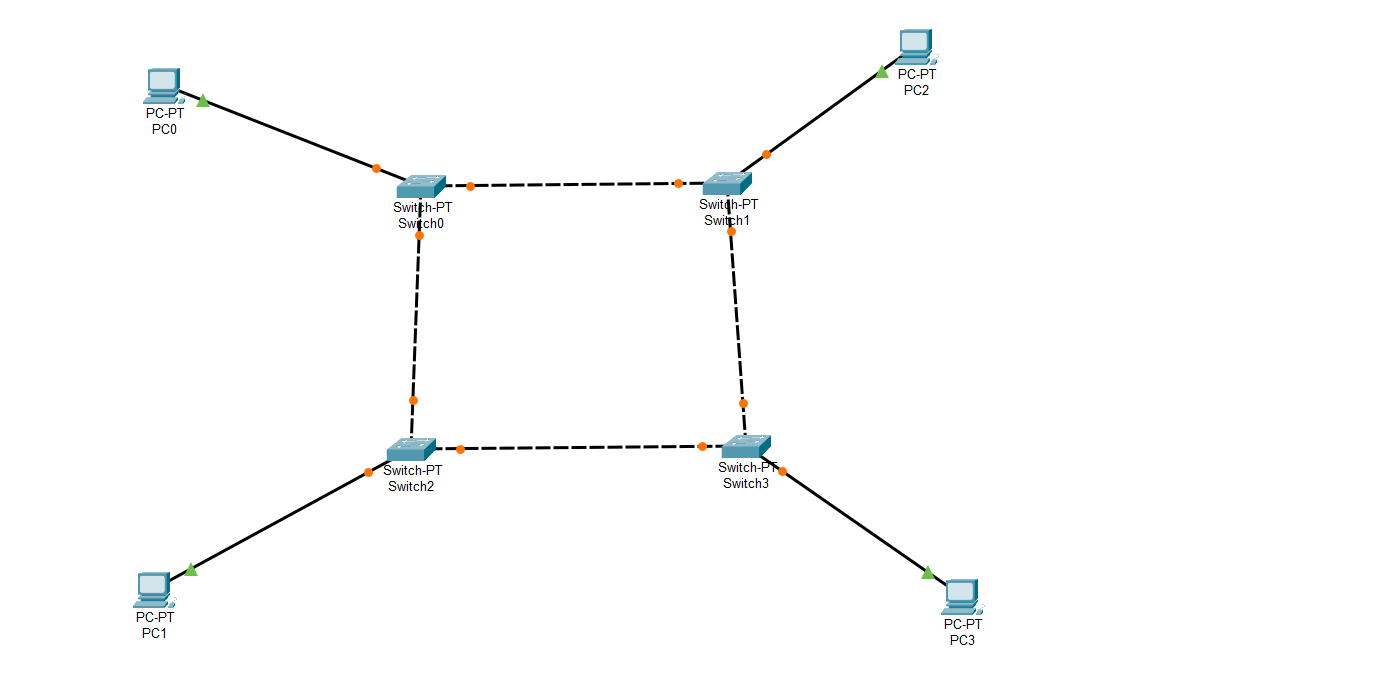 PC-PT
PC2
PC-PT
PC0
Switch-PT
Switch0
Switch-PT
Switch1
Switch-PT
Switch2
Switch-PT
Switch3
PC-PT
PC1
PC-PT
PC3